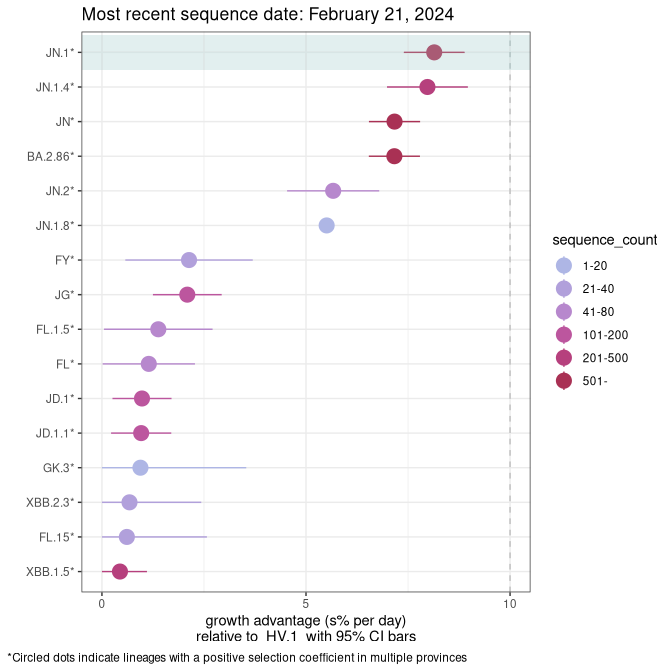 Most recent sequence date: February 21, 2024
JN.1*
JN.1.4*
JN*
BA.2.86*
JN.2*
JN.1.8*
FY*
JG*
FL.1.5*
FL*
JD.1*
JD.1.1*
GK.3*
XBB.2.3*
FL.15*
XBB.1.5*
0 5 10
growth advantage (s% per day)
relative to HV.1 with 95% CI bars
sequence_count
1-20
21-40
41-80
101-200
201-500
501-
*Circled dots indicate lineages with a positive selection coefficient in multiple provinces